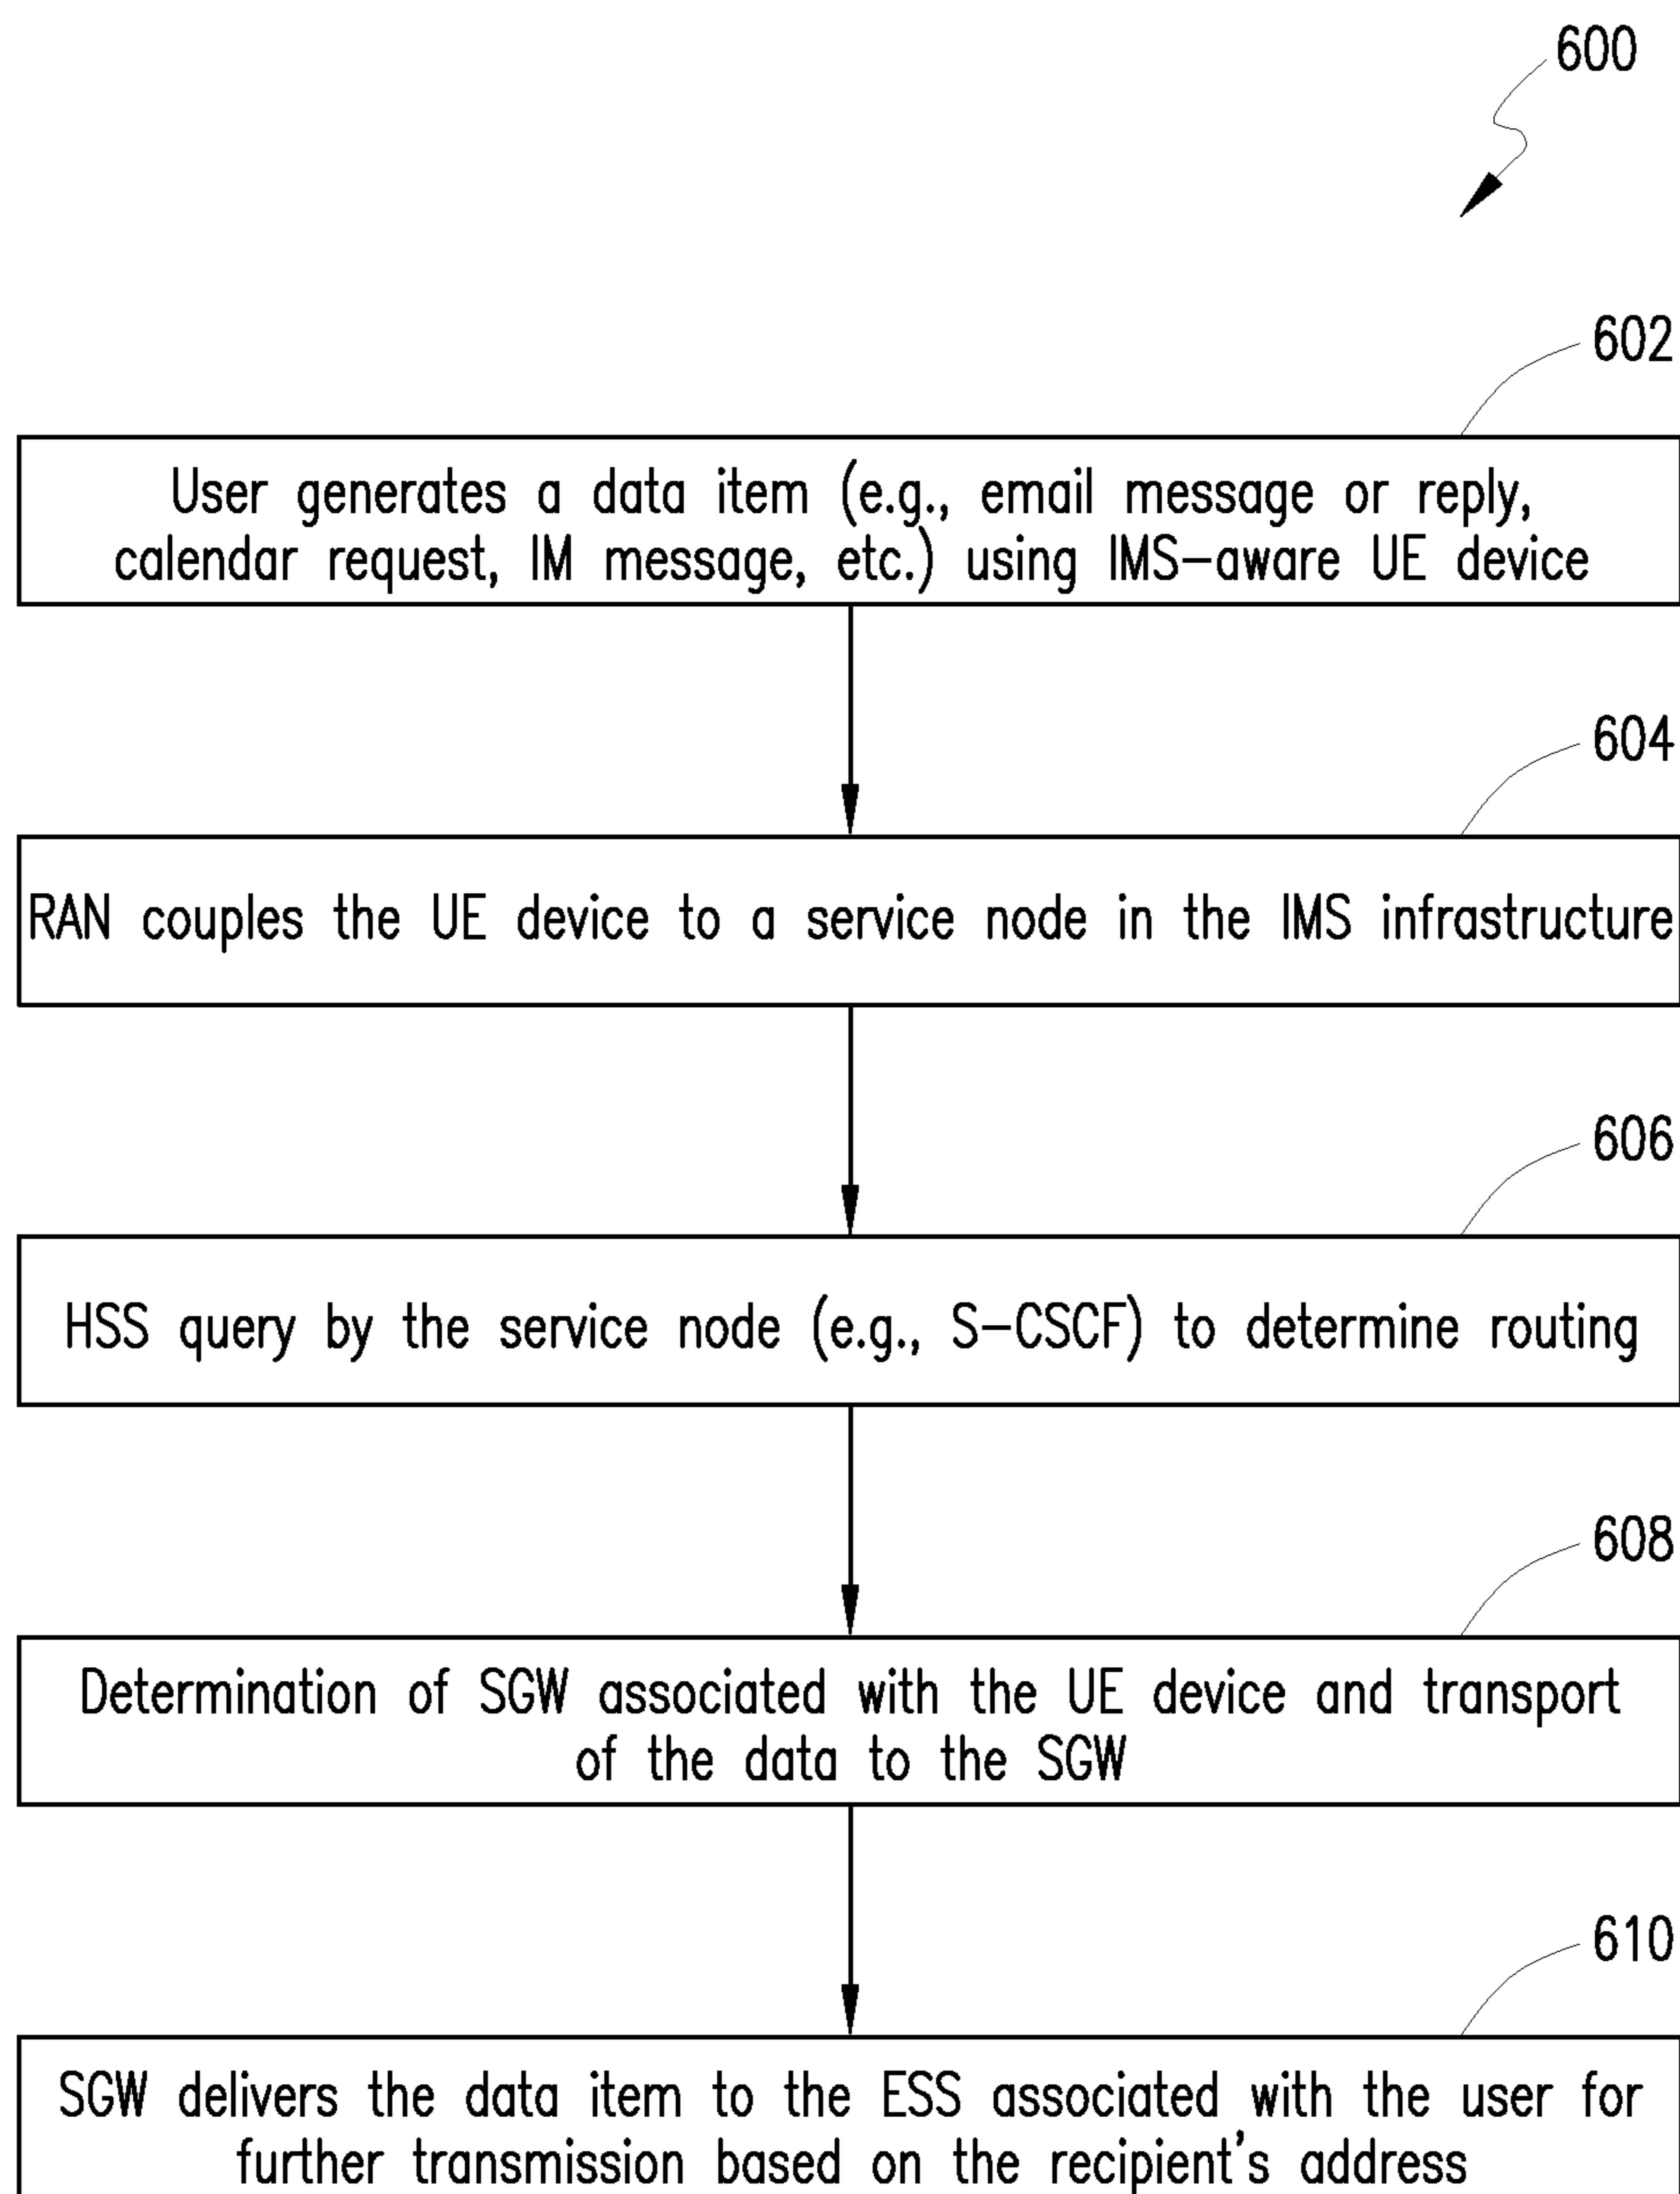 600
602
User generates a data item (e.g., email message or reply,
calendar request, IM message, etc.) using IMS-aware UE device
604
RAN couples the UE device to a service node in the IMS infrastructure
606
HSS query by the service node (e.g., S-CSCF) to determine routing
608
Determination of SGW associated with the UE device and transport
of the data to the SGW
610
SGW delivers the data item to the ESS associated with the user for
further transmission based on the recipient's address